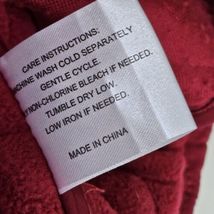 CARE INSTRUCTIONS:
MACHINE WASH COLD SEPARATELY
GENTLE CYCLE.
NON-CHLORINE BLEACH IF NEEDED.
TUMBLE DRY LOW.
LOW IRON IF NEEDED.
MADE IN CHINA